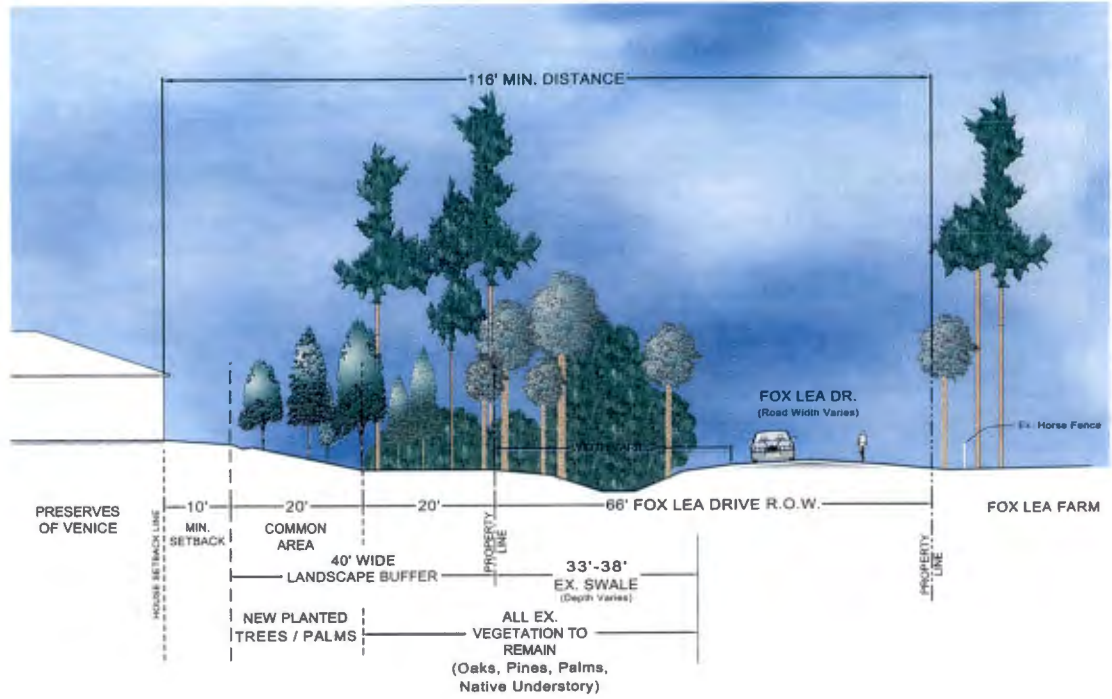 116' MIN. DISTANCE
FOX LEA DR.
(Road Width Varies)
Ex. Horse Fence
PRESERVES
OF VENICE
HOUSE SETBACK LINE
10'
MIN.
SETBACK
20'
COMMON
AREA
20'
PROPERTY
LINE
66' FOX LEA DRIVE R.O.W.
PROPERTY
LINE
FOX LEA FARM
40' WIDE
LANDSCAPE BUFFER
33'-38'
EX. SWALE
(Depth Varies)
NEW PLANTED
TREES / PALMS
ALL EX.
VEGETATION TO
REMAIN
(Oaks, Pines, Palms,
Native Understory)